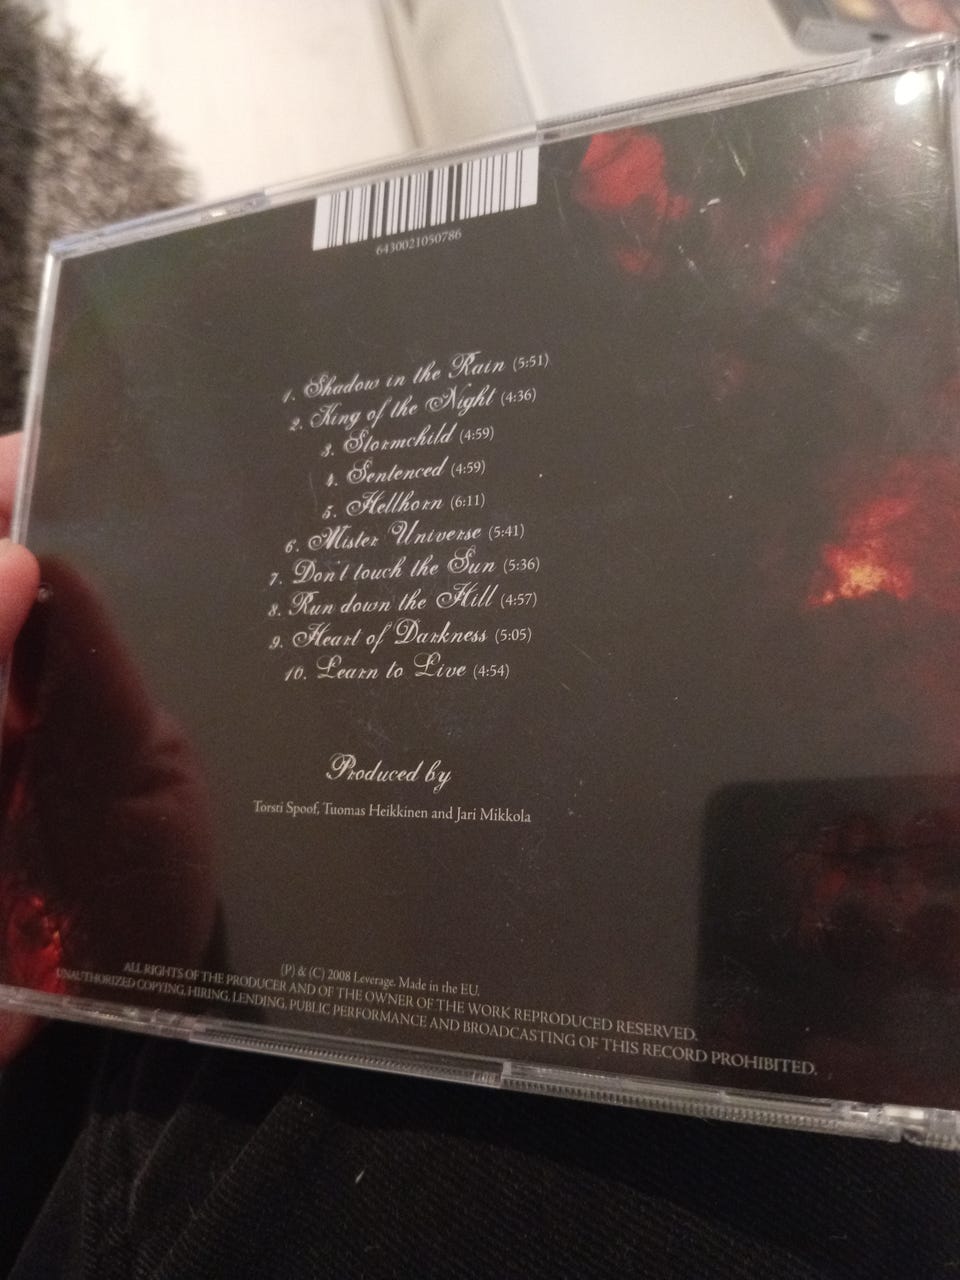 6430021050786
1. Shadow in the Rain (5:51)
2. King of the Night (4:36)
3. Stormchild (4:59)
4. Sentenced (4:59)
5. Hellhorn (6:11)
6. Mister Universe (5:41)
7. Don't touch the Sun (5:36)
8. Run down the Hill (4:57)
9. Heart of Darkness (5:05)
10. Learn to Live (4:54)
Produced by
Torsti Spoof, Tuomas Heikkinen and Jari Mikkola
(P) & (C) 2008 Leverage. Made in the EU.
ALL RIGHTS OF THE PRODUCER AND OF THE OWNER OF THE WORK REPRODUCED RESERVED.
UNAUTHORIZED COPYING, HIRING, LENDING, PUBLIC PERFORMANCE AND BROADCASTING OF THIS RECORD PROHIBITED.